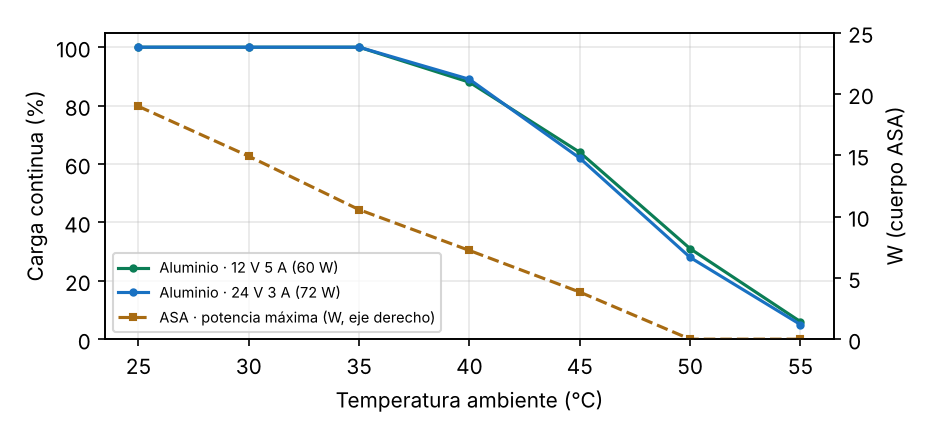 100
80
60
40
20
0
Carga continua (%)
25
20
15
10
5
0
W (cuerpo ASA)
Aluminio · 12 V 5 A (60 W)
Aluminio · 24 V 3 A (72 W)
ASA · potencia máxima (W, eje derecho)
25 30 35 40 45 50 55
Temperatura ambiente (°C)